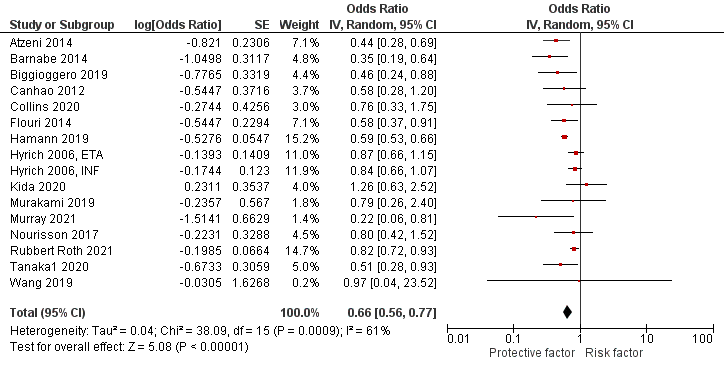 Odds Ratio Odds Ratio
Study or Subgroup log[Odds Ratio] SE Weight IV, Random, 95% CI IV, Random, 95% CI
Atzeni 2014 -0.821 0.2306 7.1% 0.44 [0.28, 0.69]
Barnabe 2014 -1.0498 0.3117 4.8% 0.35 [0.19, 0.64]
Biggioggero 2019 -0.7765 0.3319 4.4% 0.46 [0.24, 0.88]
Canhao 2012 -0.5447 0.3716 3.7% 0.58 [0.28, 1.20]
Collins 2020 -0.2744 0.4256 3.0% 0.76 [0.33, 1.75]
Flouri 2014 -0.5447 0.2294 7.1% 0.58 [0.37, 0.91]
Hamann 2019 -0.5276 0.0547 15.2% 0.59 [0.53, 0.66]
Hyrich 2006, ETA -0.1393 0.1409 11.0% 0.87 [0.66, 1.15]
Hyrich 2006, INF -0.1744 0.123 11.9% 0.84 [0.66, 1.07]
Kida 2020 0.2311 0.3537 4.0% 1.26 [0.63, 2.52]
Murakami 2019 -0.2357 0.567 1.8% 0.79 [0.26, 2.40]
Murray 2021 -1.5141 0.6629 1.4% 0.22 [0.06, 0.81]
Nourisson 2017 -0.2231 0.3288 4.5% 0.80 [0.42, 1.52]
Rubbert Roth 2021 -0.1985 0.0664 14.7% 0.82 [0.72, 0.93]
Tanaka1 2020 -0.6733 0.3059 5.0% 0.51 [0.28, 0.93]
Wang 2019 -0.0305 1.6268 0.2% 0.97 [0.04, 23.52]
Total (95% CI) 100.0% 0.66 [0.56, 0.77]
Heterogeneity: Tau² = 0.04; Chi² = 38.09, df = 15 (P = 0.0009); I² = 61%
Test for overall effect: Z = 5.08 (P < 0.00001)
0.01 0.1 1 10 100
Protective factor Risk factor